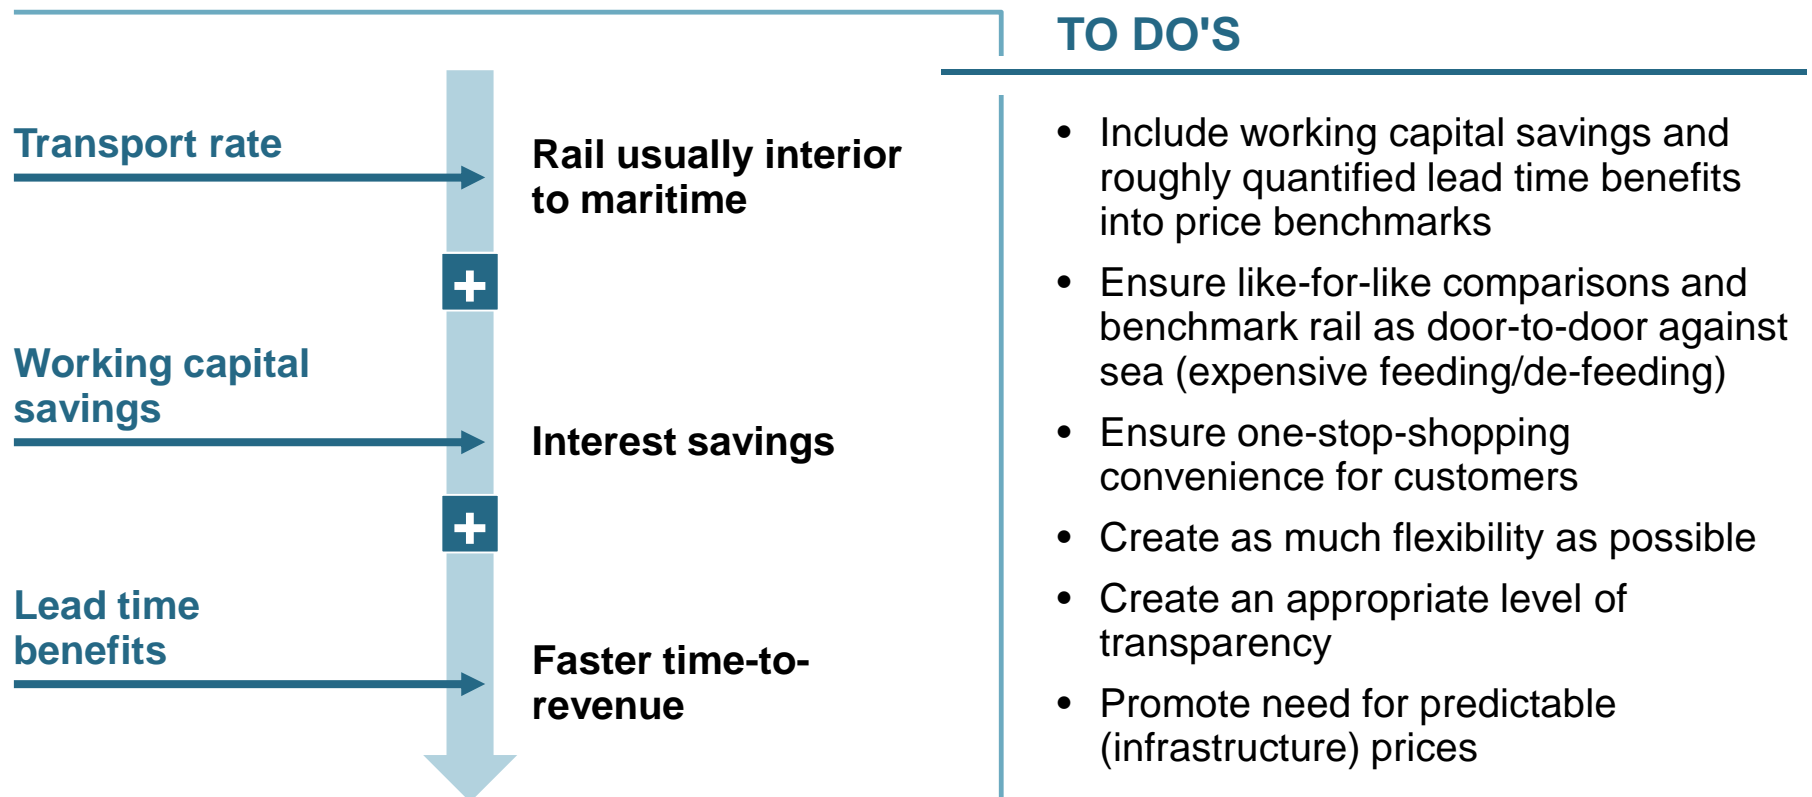 Transport rate
Rail usually interior
to maritime
+
Working capital
savings
Interest savings
+
Lead time
benefits
Faster time-to-
revenue
TO DO'S
• Include working capital savings and
roughly quantified lead time benefits
into price benchmarks
• Ensure like-for-like comparisons and
benchmark rail as door-to-door against
sea (expensive feeding/de-feeding)
• Ensure one-stop-shopping
convenience for customers
• Create as much flexibility as possible
• Create an appropriate level of
transparency
• Promote need for predictable
(infrastructure) prices